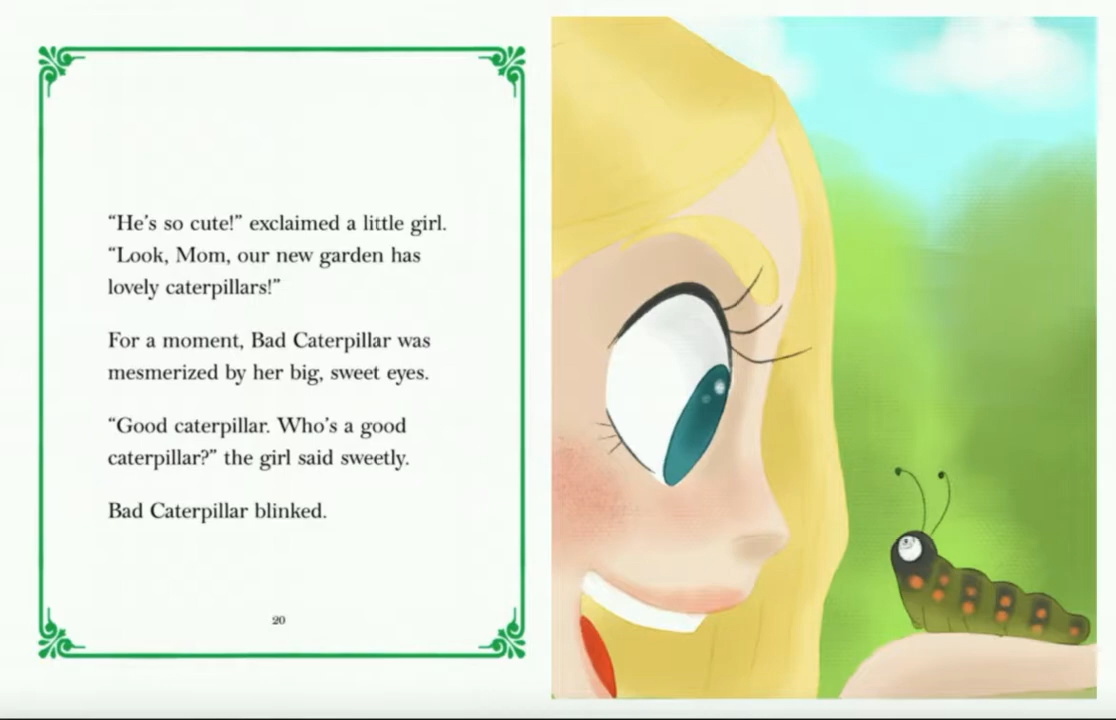 “He’s so cute!” exclaimed a little girl.
“Look, Mom, our new garden has
lovely caterpillars!”
For a moment, Bad Caterpillar was
mesmerized by her big, sweet eyes.
“Good caterpillar. Who’s a good
caterpillar?” the girl said sweetly.
Bad Caterpillar blinked.
20